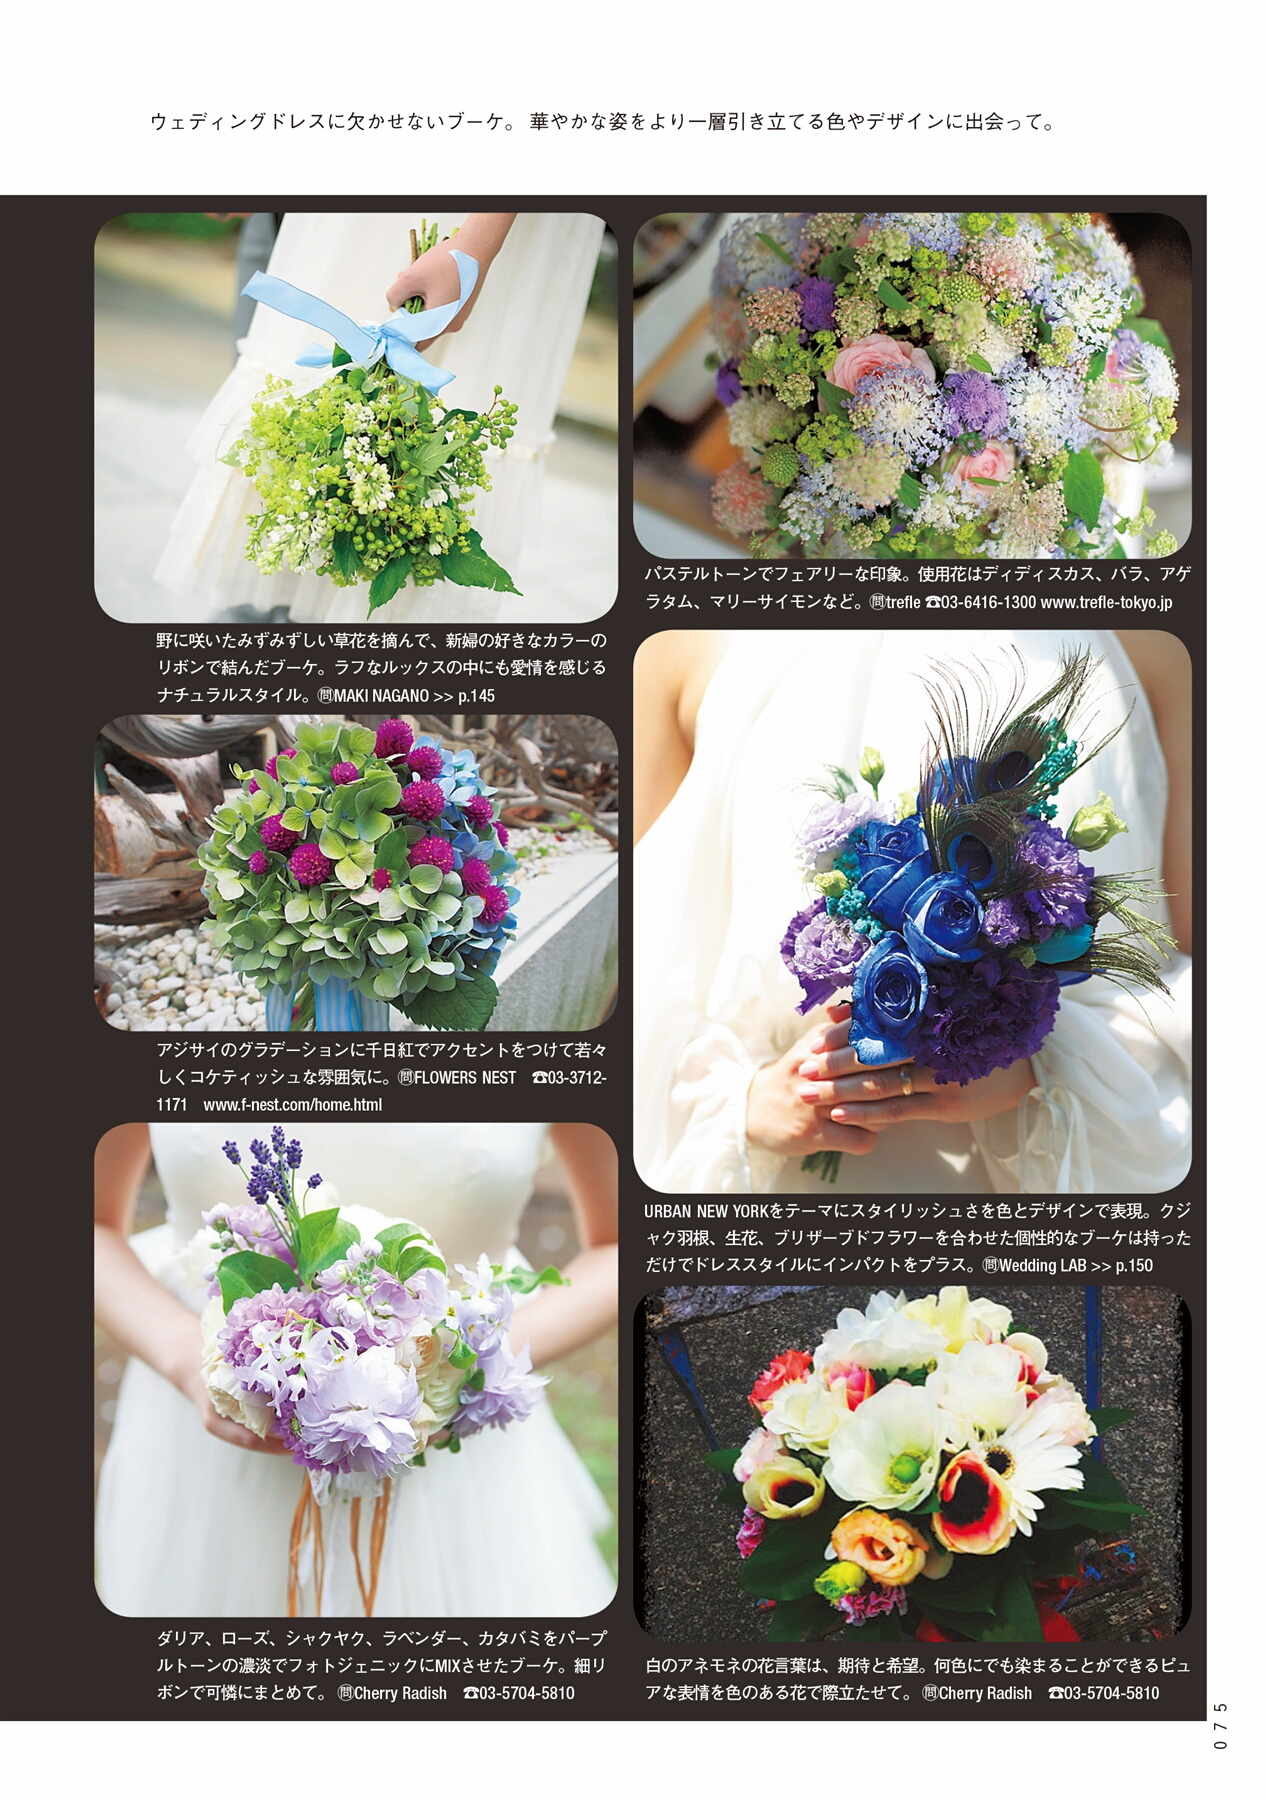 ウェディングドレスに欠かせないブーケ。 華やかな姿をより一層引き立てる色やデザインに出会って。
野に咲いたみずみずしい草花を摘んで、新婦の好きなカラーの
リボンで結んだブーケ。ラフなルックスの中にも愛情を感じる
ナチュラルスタイル。㉄MAKI NAGANO >> p.145
アジサイのグラデーションに千日紅でアクセントをつけて若々
しくコケティッシュな雰囲気に。㉄FLOWERS NEST ☎03-3712-
1171 www.f-nest.com/home.html
ダリア、ローズ、シャクヤク、ラベンダー、カタバミをパープ
ルトーンの濃淡でフォトジェニックにMIXさせたブーケ。細リ
ボンで可憐にまとめて。㉄Cherry Radish ☎03-5704-5810
パステルトーンでフェアリーな印象。使用花はディディスカス、バラ、アゲ
ラタム、マリーサイモンなど。㉄trefle ☎03-6416-1300 www.trefle-tokyo.jp
URBAN NEW YORKをテーマにスタイリッシュさを色とデザインで表現。クジ
ャク羽根、生花、プリザーブドフラワーを合わせた個性的なブーケは持った
だけでドレススタイルにインパクトをプラス。㉄Wedding LAB >> p.150
白のアネモネの花言葉は、期待と希望。何色にでも染まることができるピュ
アな表情を色のある花で際立たせて。㉄Cherry Radish ☎03-5704-5810
075